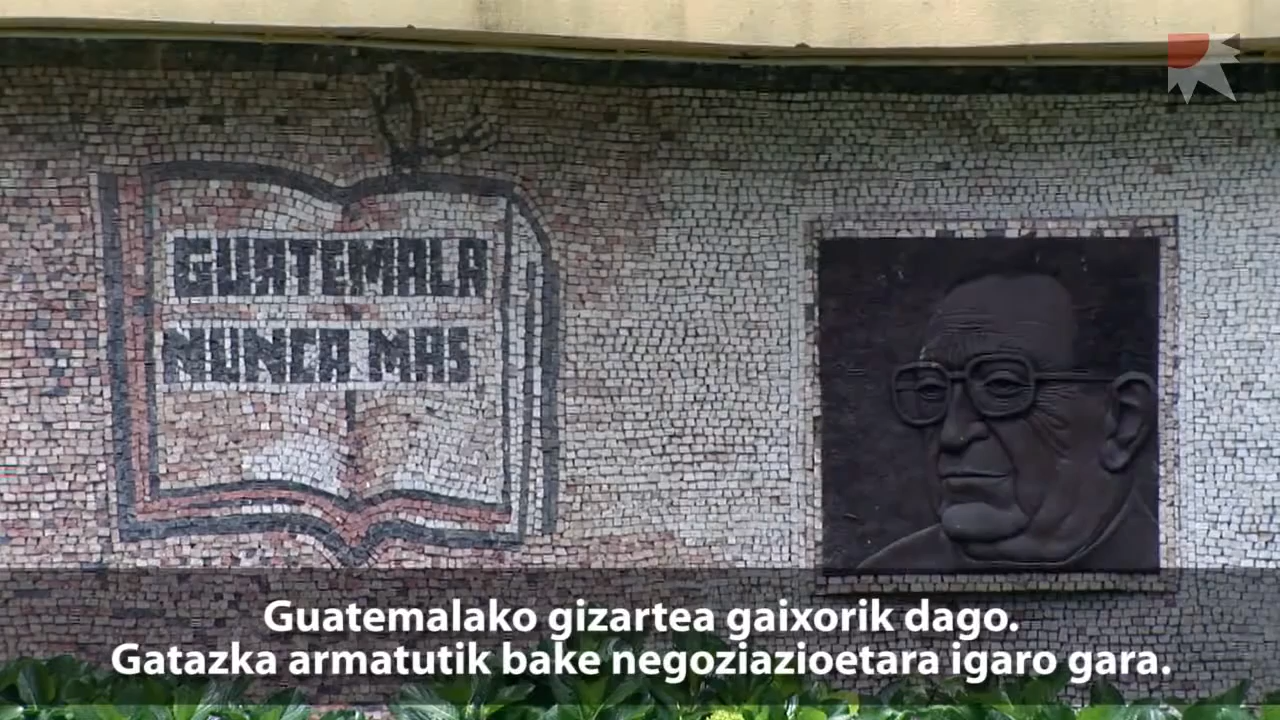 GUATEMALA
NUNCA MAS
Guatemalako gizartea gaixorik dago.
Gatazka armatutik bake negoziazioetara igaro gara.